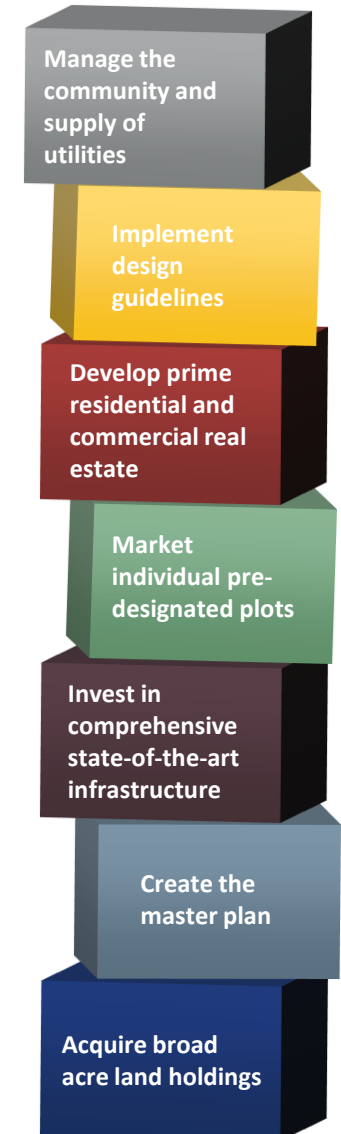 Manage the
community and
supply of
utilities
Implement
design
guidelines
Develop prime
residential and
commercial real
estate
Market
individual pre-
designated plots
Invest in
comprehensive
state-of-the-art
infrastructure
Create the
master plan
Acquire broad
acre land holdings